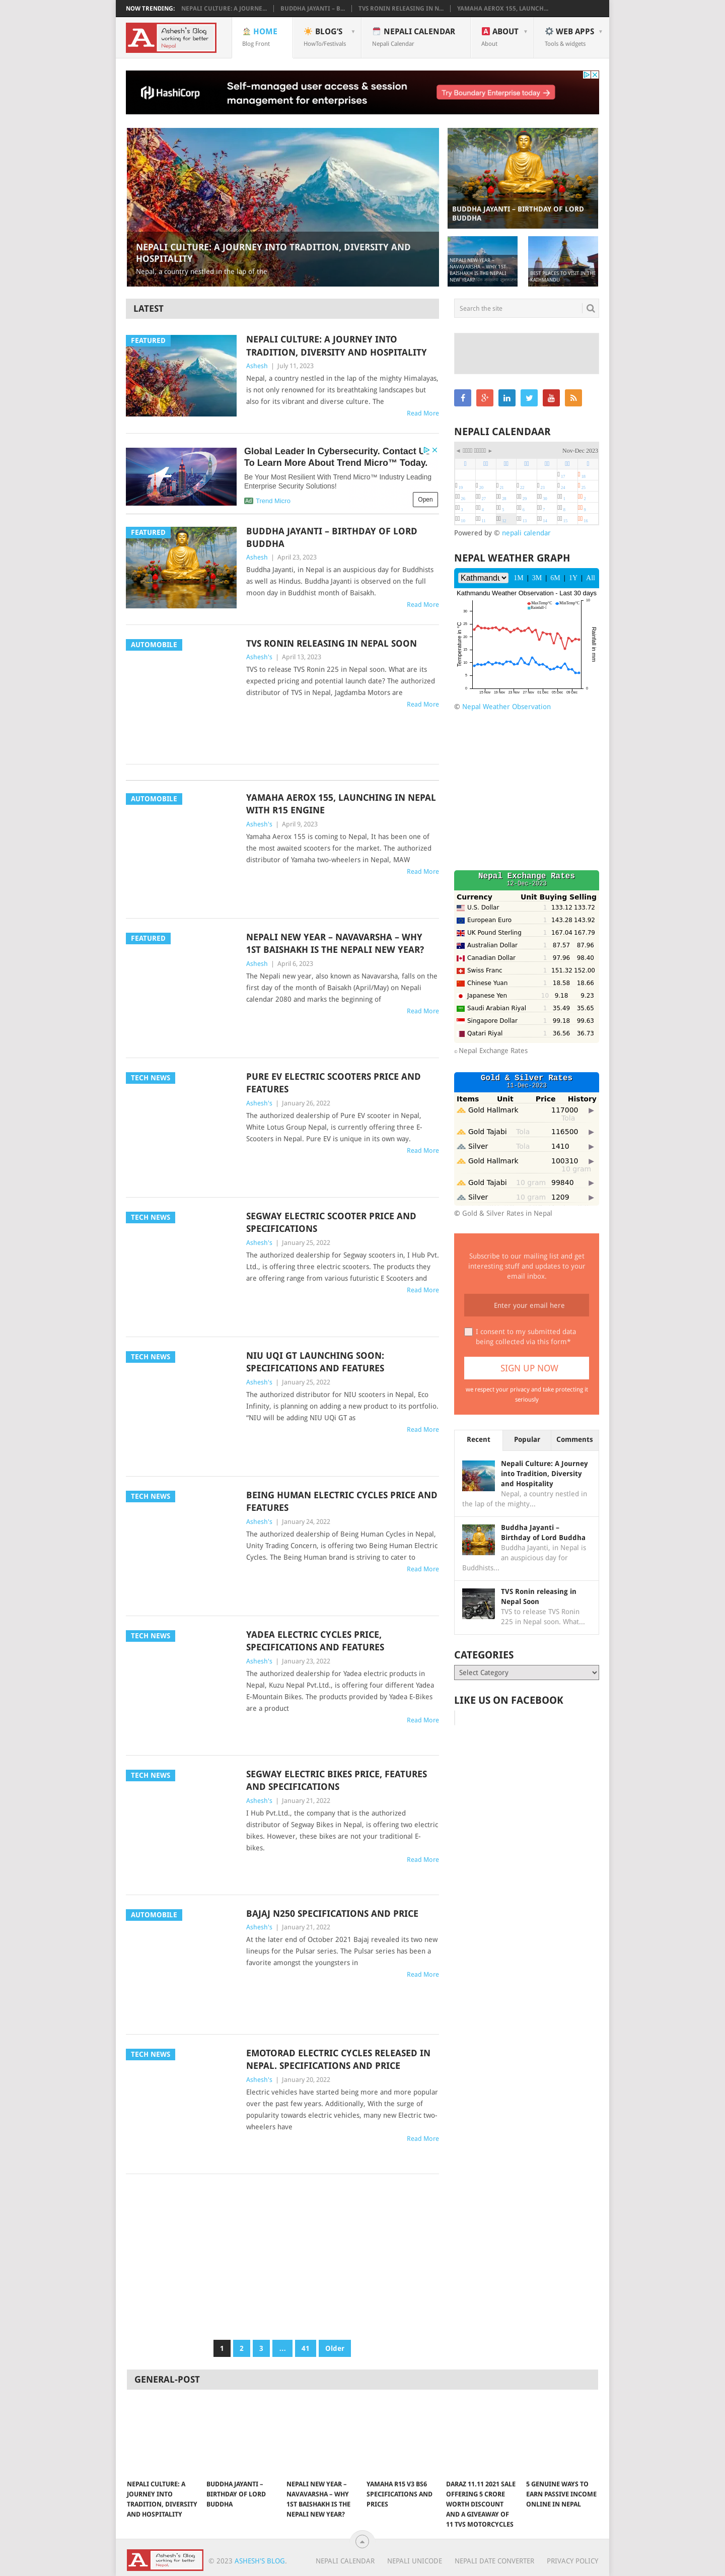 NOW TRENDING: NEPALI CULTURE: A JOURNE... BUDDHA JAYANTI – B... TVS RONIN RELEASING IN N... YAMAHA AEROX 155, LAUNCH...
A Ashesh's Blog
working for better
Nepal
HOME
Blog Front
BLOG'S
HowTo/Festivals
NEPALI CALENDAR
Nepali Calendar
ABOUT
About
WEB APPS
Tools & widgets
HashiCorp
Self-managed user access & session
management for enterprises
Try Boundary Enterprise today
NEPALI CULTURE: A JOURNEY INTO TRADITION, DIVERSITY AND
HOSPITALITY
Nepal, a country nestled in the lap of the
BUDDHA JAYANTI – BIRTHDAY OF LORD
BUDDHA
NEPALI NEW YEAR –
NAVAVARSHA – WHY 1ST
BAISHAKH IS THE NEPALI
NEW YEAR?
BEST PLACES TO VISIT IN THE
KATHMANDU
LATEST
FEATURED
NEPALI CULTURE: A JOURNEY INTO
TRADITION, DIVERSITY AND HOSPITALITY
Ashesh | July 11, 2023
Nepal, a country nestled in the lap of the mighty Himalayas,
is not only renowned for its breathtaking landscapes but
also for its vibrant and diverse culture. The
Read More
Global Leader In Cybersecurity. Contact U
To Learn More About Trend Micro™ Today.
Be Your Most Resilient With Trend Micro™ Industry Leading
Enterprise Security Solutions!
Ad Trend Micro
Open
FEATURED
BUDDHA JAYANTI – BIRTHDAY OF LORD
BUDDHA
Ashesh | April 23, 2023
Buddha Jayanti, in Nepal is an auspicious day for Buddhists
as well as Hindus. Buddha Jayanti is observed on the full
moon day in Buddhist month of Baisakh.
Read More
AUTOMOBILE
TVS RONIN RELEASING IN NEPAL SOON
Ashesh's | April 13, 2023
TVS to release TVS Ronin 225 in Nepal soon. What are its
expected pricing and potential launch date? The authorized
distributor of TVS in Nepal, Jagdamba Motors are
Read More
AUTOMOBILE
YAMAHA AEROX 155, LAUNCHING IN NEPAL
WITH R15 ENGINE
Ashesh's | April 9, 2023
Yamaha Aerox 155 is coming to Nepal, It has been one of
the most awaited scooters for the market. The authorized
distributor of Yamaha two-wheelers in Nepal, MAW
Read More
FEATURED
NEPALI NEW YEAR – NAVAVARSHA – WHY
1ST BAISHAKH IS THE NEPALI NEW YEAR?
Ashesh | April 6, 2023
The Nepali new year, also known as Navavarsha, falls on the
first day of the month of Baisakh (April/May) on Nepali
calendar 2080 and marks the beginning of
Read More
TECH NEWS
PURE EV ELECTRIC SCOOTERS PRICE AND
FEATURES
Ashesh's | January 26, 2022
The authorized dealership of Pure EV scooter in Nepal,
White Lotus Group Nepal, is currently offering three E-
Scooters in Nepal. Pure EV is unique in its own way.
Read More
TECH NEWS
SEGWAY ELECTRIC SCOOTER PRICE AND
SPECIFICATIONS
Ashesh's | January 25, 2022
The authorized dealership for Segway scooters in, I Hub Pvt.
Ltd., is offering three electric scooters. The products they
are offering range from various futuristic E Scooters and
Read More
TECH NEWS
NIU UQI GT LAUNCHING SOON:
SPECIFICATIONS AND FEATURES
Ashesh's | January 25, 2022
The authorized distributor for NIU scooters in Nepal, Eco
Infinity, is planning on adding a new product to its portfolio.
"NIU will be adding NIU UQi GT as
Read More
TECH NEWS
BEING HUMAN ELECTRIC CYCLES PRICE AND
FEATURES
Ashesh's | January 24, 2022
The authorized dealership of Being Human Cycles in Nepal,
Unity Trading Concern, is offering two Being Human Electric
Cycles. The Being Human brand is striving to cater to
Read More
TECH NEWS
YADEA ELECTRIC CYCLES PRICE,
SPECIFICATIONS AND FEATURES
Ashesh's | January 23, 2022
The authorized dealership for Yadea electric products in
Nepal, Kuzu Nepal Pvt.Ltd., is offering four different Yadea
E-Mountain Bikes. The products provided by Yadea E-Bikes
are a product
Read More
TECH NEWS
SEGWAY ELECTRIC BIKES PRICE, FEATURES
AND SPECIFICATIONS
Ashesh's | January 21, 2022
I Hub Pvt.Ltd., the company that is the authorized
distributor of Segway Bikes in Nepal, is offering two electric
bikes. However, these bikes are not your traditional E-
bikes.
Read More
AUTOMOBILE
BAJAJ N250 SPECIFICATIONS AND PRICE
Ashesh's | January 21, 2022
At the later end of October 2021 Bajaj revealed its two new
lineups for the Pulsar series. The Pulsar series has been a
favorite amongst the youngsters in
Read More
TECH NEWS
EMOTORAD ELECTRIC CYCLES RELEASED IN
NEPAL. SPECIFICATIONS AND PRICE
Ashesh's | January 20, 2022
Electric vehicles have started being more and more popular
over the past few years. Additionally, With the surge of
popularity towards electric vehicles, many new Electric two-
wheelers have
Read More
1 2 3 ... 41 Older
Search the site
NEPALI CALENDAAR
Nov-Dec 2023
Powered by © nepali calendar
NEPALI WEATHER GRAPH
Kathmandu 1M 3M 6M 1Y All
Kathmandu Weather Observation - Last 30 days
Temperature in °C
Rainfall in mm
© Nepal Weather Observation
Nepal Exchange Rates
12-Dec-2023
Currency Unit Buying Selling
U.S. Dollar 1 133.12 133.72
European Euro 1 143.28 143.92
UK Pound Sterling 1 167.04 167.79
Australian Dollar 1 87.57 87.96
Canadian Dollar 1 97.96 98.40
Swiss Franc 1 151.32 152.00
Chinese Yuan 1 18.58 18.66
Japanese Yen 10 9.18 9.23
Saudi Arabian Riyal 1 35.49 35.65
Singapore Dollar 1 99.18 99.63
Qatari Riyal 1 36.56 36.73
Nepal Exchange Rates
Gold & Silver Rates
11-Dec-2023
Items Unit Price History
Gold Hallmark 117000
Tola
Gold Tajabi Tola 116500
Silver Tola 1410
Gold Hallmark 100310
10 gram
Gold Tajabi 10 gram 99840
Silver 10 gram 1209
© Gold & Silver Rates in Nepal
Subscribe to our mailing list and get
interesting stuff and updates to your
email inbox.
Enter your email here
I consent to my submitted data
being collected via this form*
SIGN UP NOW
we respect your privacy and take protecting it
seriously
Recent Popular Comments
Nepali Culture: A Journey
into Tradition, Diversity
and Hospitality
Nepal, a country nestled in
the lap of the mighty...
Buddha Jayanti –
Birthday of Lord Buddha
Buddha Jayanti, in Nepal is
an auspicious day for
Buddhists...
TVS Ronin releasing in
Nepal Soon
TVS to release TVS Ronin
225 in Nepal soon. What...
CATEGORIES
Select Category
LIKE US ON FACEBOOK
GENERAL-POST
NEPALI CULTURE: A
JOURNEY INTO
TRADITION, DIVERSITY
AND HOSPITALITY
BUDDHA JAYANTI –
BIRTHDAY OF LORD
BUDDHA
NEPALI NEW YEAR –
NAVAVARSHA – WHY
1ST BAISHAKH IS THE
NEPALI NEW YEAR?
YAMAHA R15 V3 BS6
SPECIFICATIONS AND
PRICES
DARAZ 11.11 2021 SALE
OFFERING 5 CRORE
WORTH DISCOUNT
AND A GIVEAWAY OF
11 TVS MOTORCYCLES
5 GENUINE WAYS TO
EARN PASSIVE INCOME
ONLINE IN NEPAL
A Ashesh's Blog
working for better
Nepal
© 2023 ASHESH'S BLOG.
NEPALI CALENDAR NEPALI UNICODE NEPALI DATE CONVERTER PRIVACY POLICY